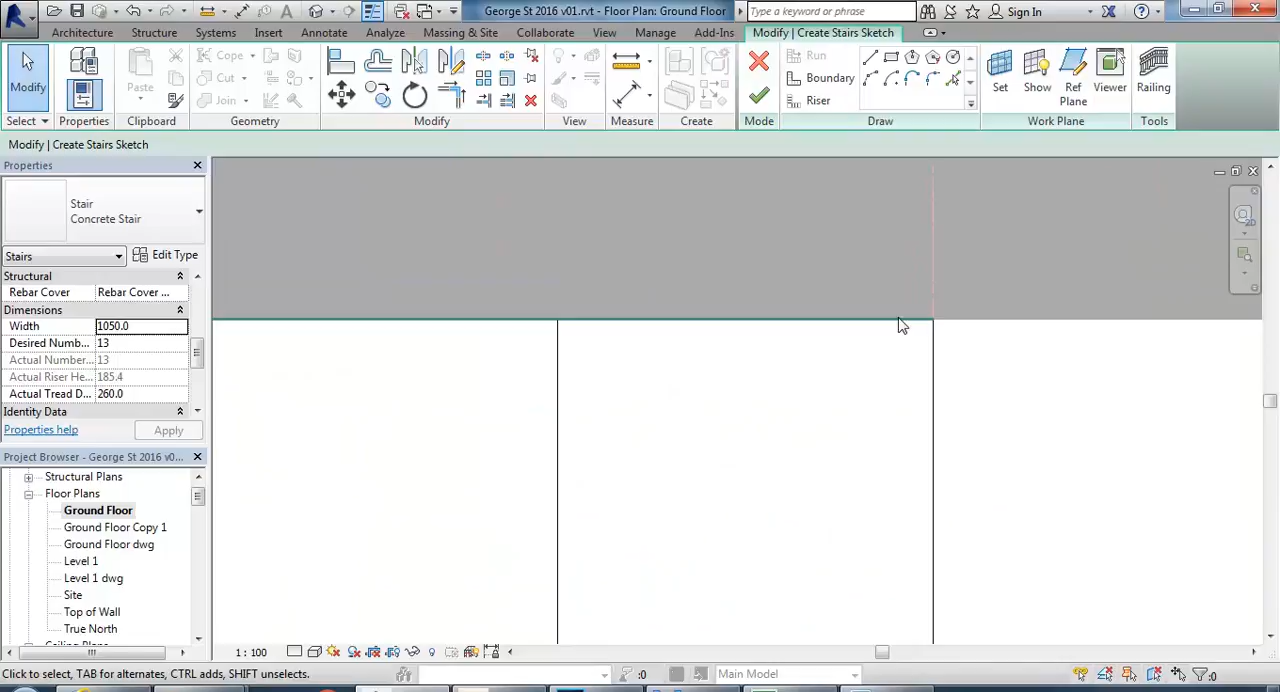 George St 2016 v01.rvt - Floor Plan: Ground Floor
Type a keyword or phrase
Sign In
Architecture Structure Systems Insert Annotate Analyze Massing & Site Collaborate View Manage Add-Ins Modify | Create Stairs Sketch
Modify
Paste
Cope
Cut
Join
Run
Boundary
Riser
Set Show Ref Plane Viewer Railing
Select Properties Clipboard Geometry Modify View Measure Create Mode Draw Work Plane Tools
Modify | Create Stairs Sketch
Properties
Stair
Concrete Stair
Stairs
Edit Type
Structural
Rebar Cover Rebar Cover ...
Dimensions
Width 1050.0
Desired Numb... 13
Actual Number... 13
Actual Riser He... 185.4
Actual Tread D... 260.0
Identity Data
Properties help
Apply
Project Browser - George St 2016 v0...
Structural Plans
Floor Plans
Ground Floor
Ground Floor Copy 1
Ground Floor dwg
Level 1
Level 1 dwg
Site
Top of Wall
True North
2D
1 : 100
Click to select, TAB for alternates, CTRL adds, SHIFT unselects.
:0
Main Model
:0